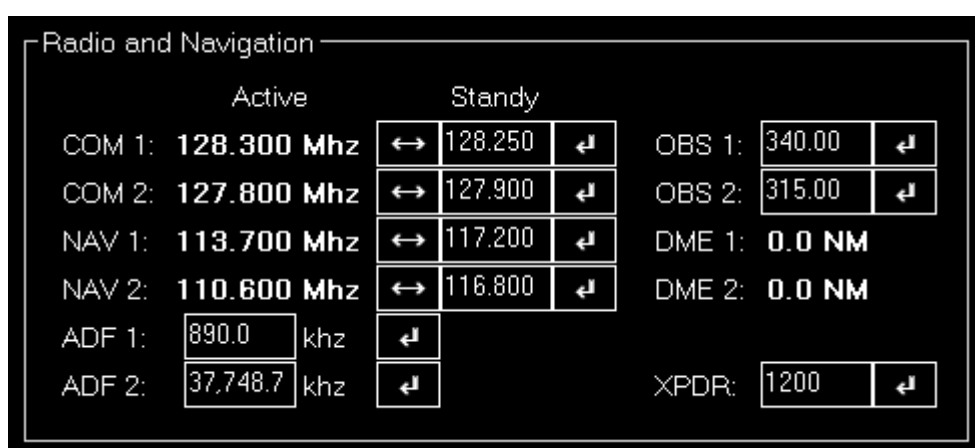 Radio and Navigation
Active Standy
COM 1: 128.300 Mhz 128.250 OBS 1: 340.00
COM 2: 127.800 Mhz 127.900 OBS 2: 315.00
NAV 1: 113.700 Mhz 117.200 DME 1: 0.0 NM
NAV 2: 110.600 Mhz 116.800 DME 2: 0.0 NM
ADF 1: 890.0 khz
ADF 2: 37,748.7 khz XPDR: 1200